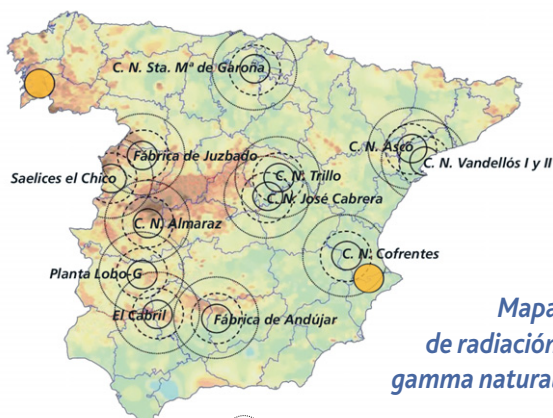 C. N. Sta. Mª de Garoña
C. N. Ascó
C. N. Vandellós I y II
Fábrica de Juzbado
Saelices el Chico
C. N. Trillo
C. N. José Cabrera
C. N. Almaraz
C. N. Cofrentes
Planta Lobo-G
El Cabril
Fábrica de Andújar
Mapa
de radiación
gamma natural